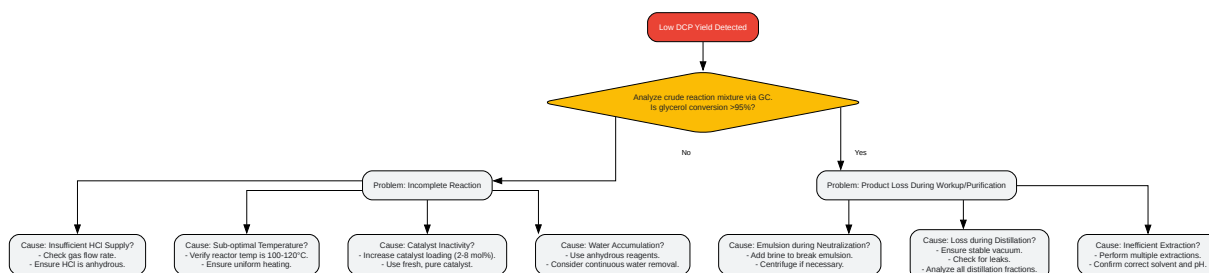 Low DCP Yield Detected
Analyze crude reaction mixture via GC.
Is glycerol conversion >95%?
No
Yes
Problem: Incomplete Reaction
Problem: Product Loss During Workup/Purification
Cause: Insufficient HCl Supply?
- Check gas flow rate.
- Ensure HCl is anhydrous.
Cause: Sub-optimal Temperature?
- Verify reactor temp is 100-120°C.
- Ensure uniform heating.
Cause: Catalyst Inactivity?
- Increase catalyst loading (2-8 mol%).
- Use fresh, pure catalyst.
Cause: Water Accumulation?
- Use anhydrous reagents.
- Consider continuous water removal.
Cause: Emulsion during Neutralization?
- Add brine to break emulsion.
- Centrifuge if necessary.
Cause: Loss during Distillation?
- Ensure stable vacuum.
- Check for leaks.
- Analyze all distillation fractions.
Cause: Inefficient Extraction?
- Perform multiple extractions.
- Confirm correct solvent and pH.